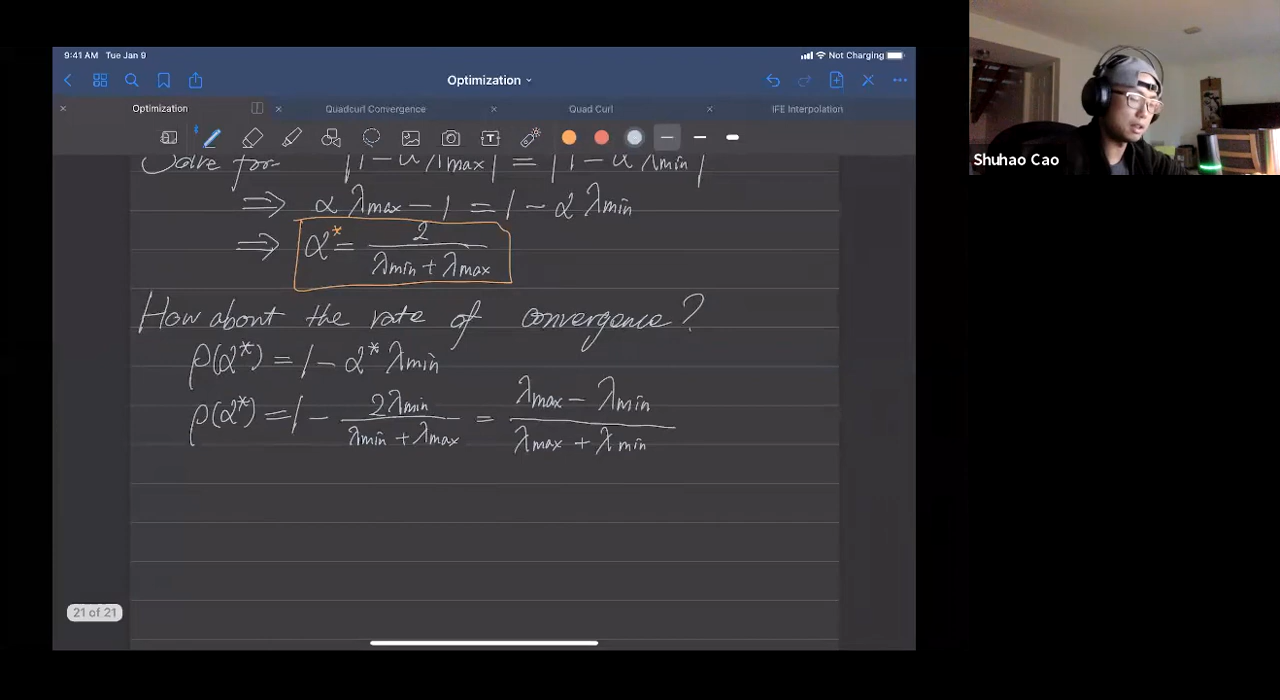 9:41 AM Tue Jan 9
Not Charging
Optimization
Optimization
Quadcurl Convergence
Quad Curl
IFE Interpolation
Solve for |1 - α λmax| = |1 - α λmin|
⇒ α λmax - 1 = 1 - α λmin
⇒ α* = 2 / (λmin + λmax)
How about the rate of convergence?
ρ(α*) = 1 - α* λmin
ρ(α*) = 1 - 2λmin / (λmin + λmax) = (λmax - λmin) / (λmax + λmin)
21 of 21
Shuhao Cao